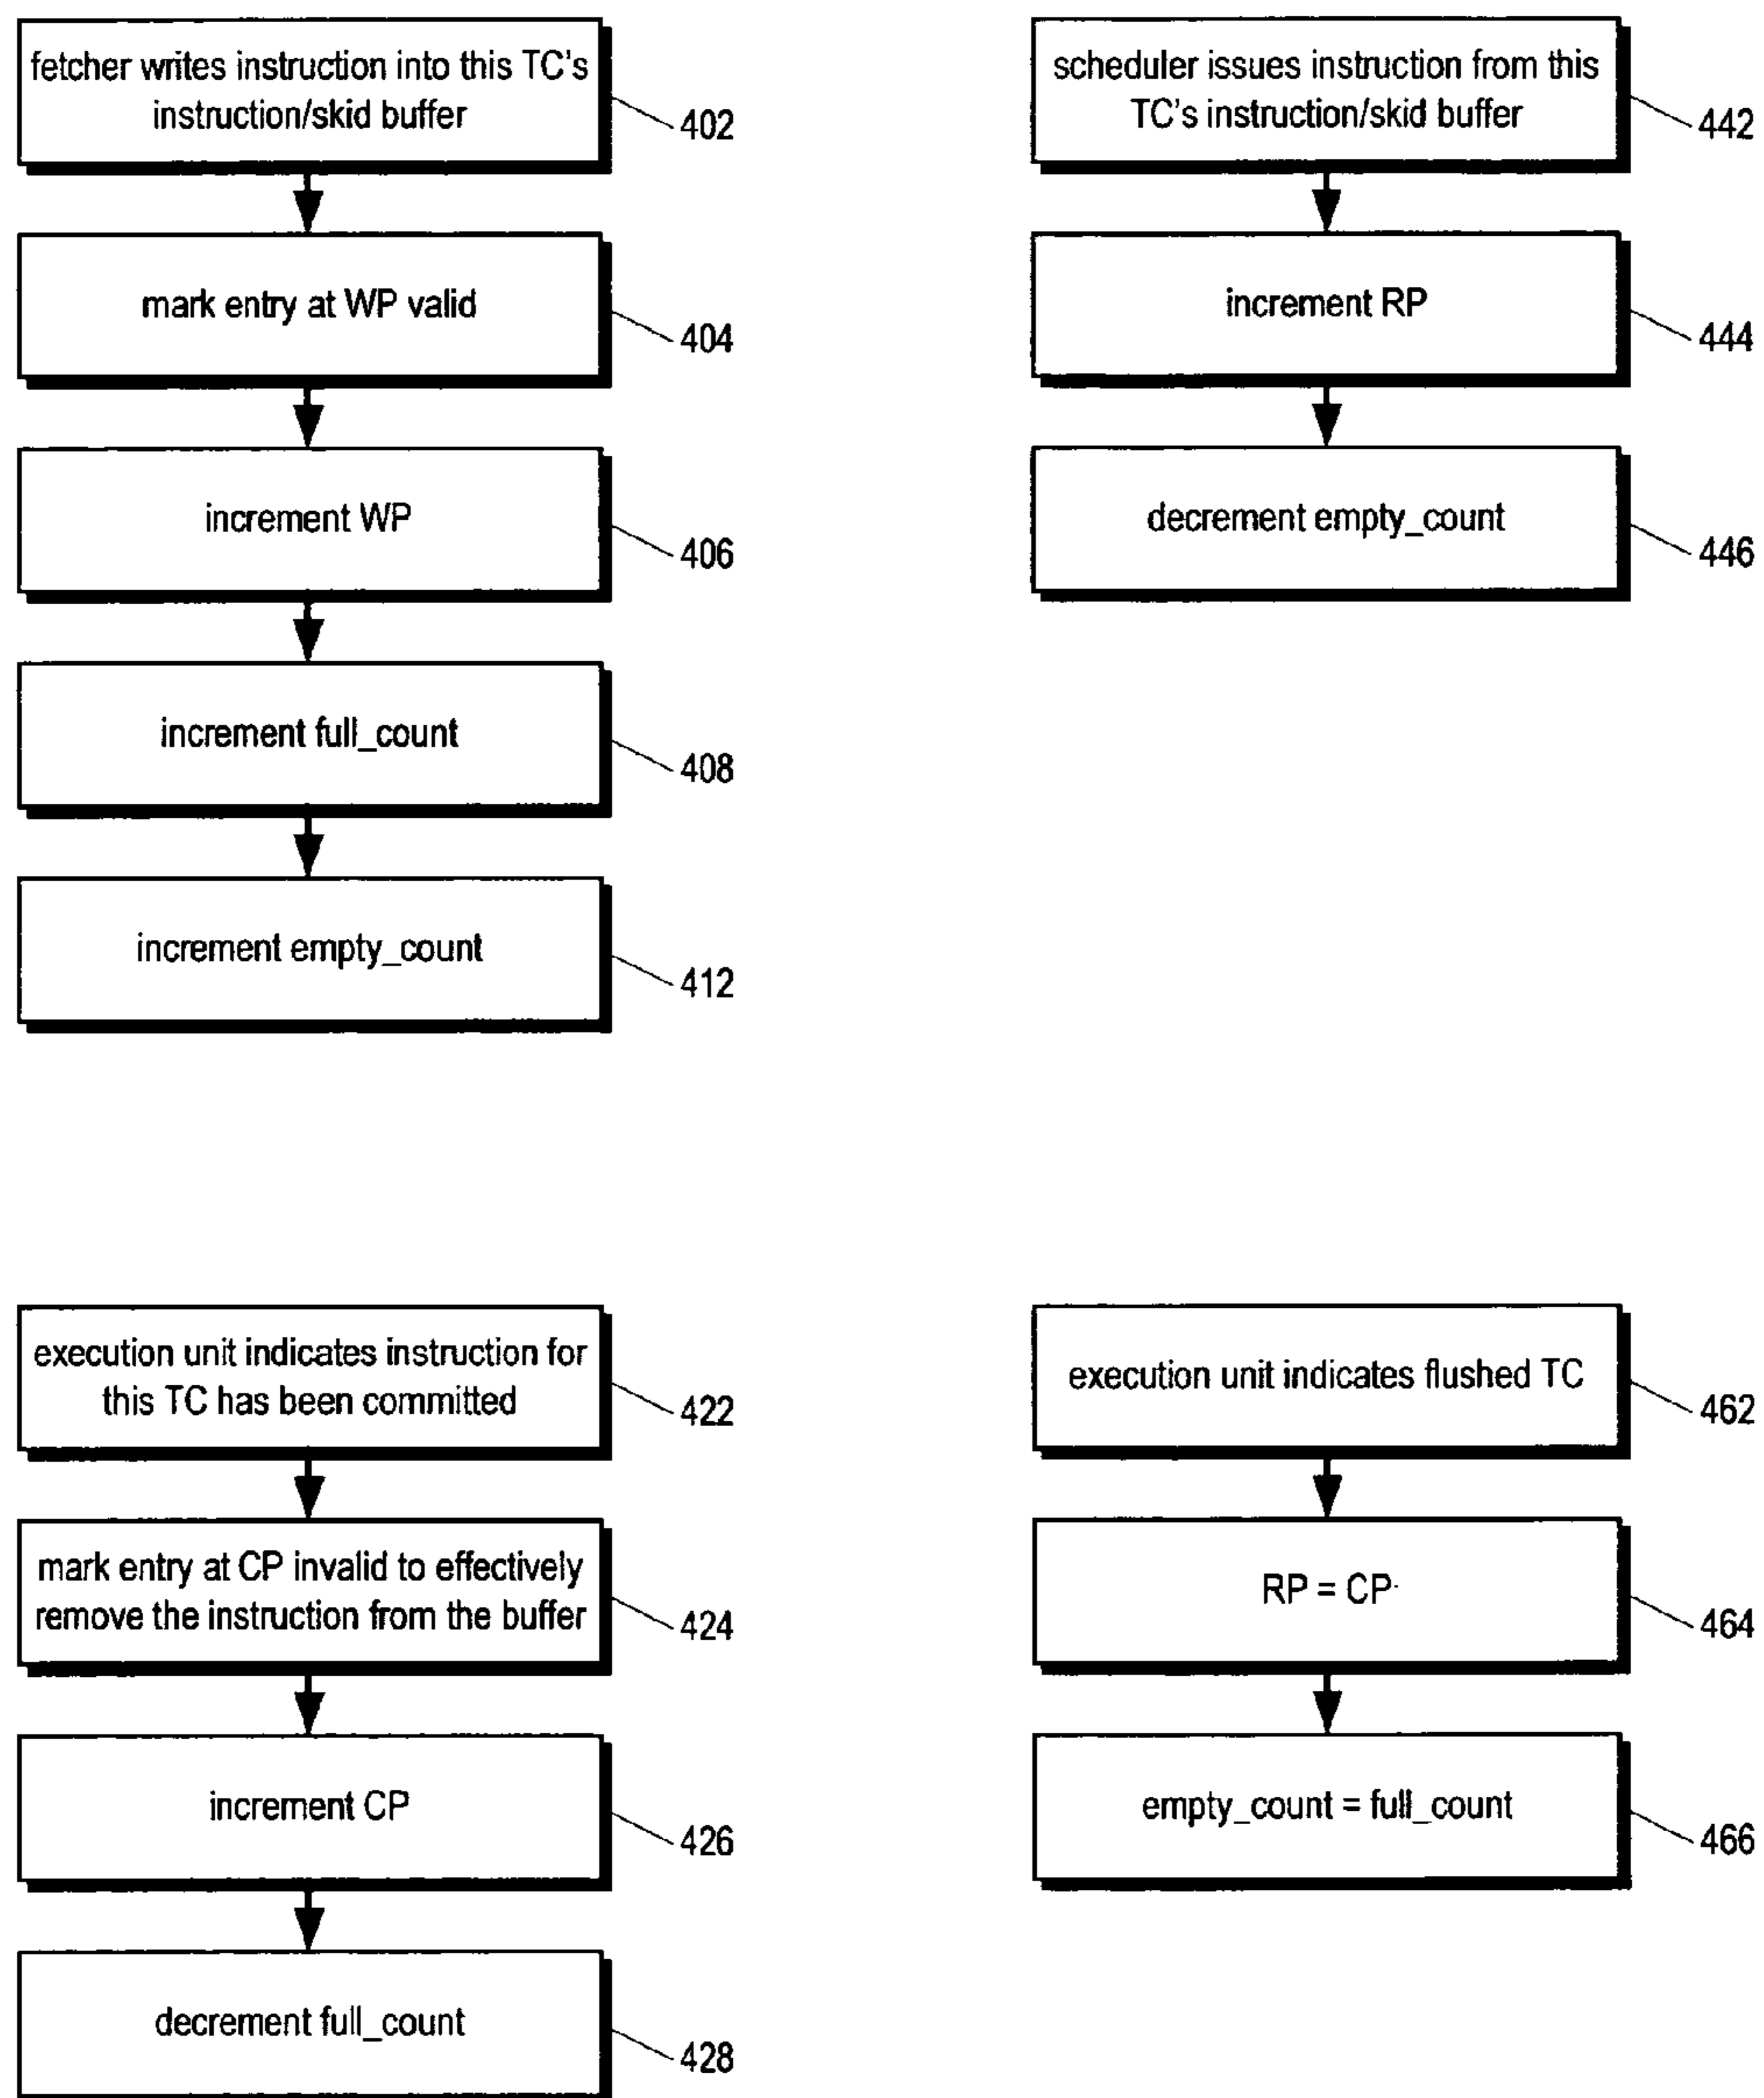 fetcher writes instruction into this TC's
instruction/skid buffer
402
mark entry at WP valid
404
increment WP
406
increment full_count
408
increment empty_count
412
scheduler issues instruction from this
TC's instruction/skid buffer
442
increment RP
444
decrement empty_count
446
execution unit indicates instruction for
this TC has been committed
422
mark entry at CP invalid to effectively
remove the instruction from the buffer
424
increment CP
426
decrement full_count
428
execution unit indicates flushed TC
462
RP = CP
464
empty_count = full_count
466